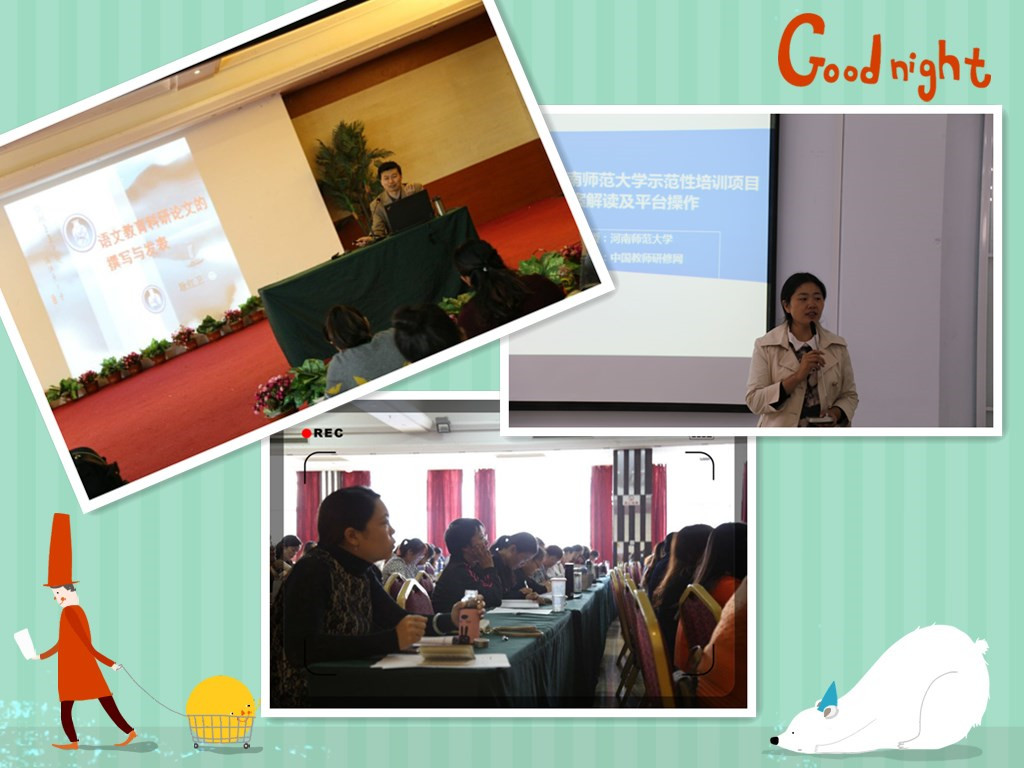 Good night
语文教育科研论文的
撰写与发表
南师范大学示范性培训项目
解读及平台操作
：河南师范大学
中国教师研修网
REC